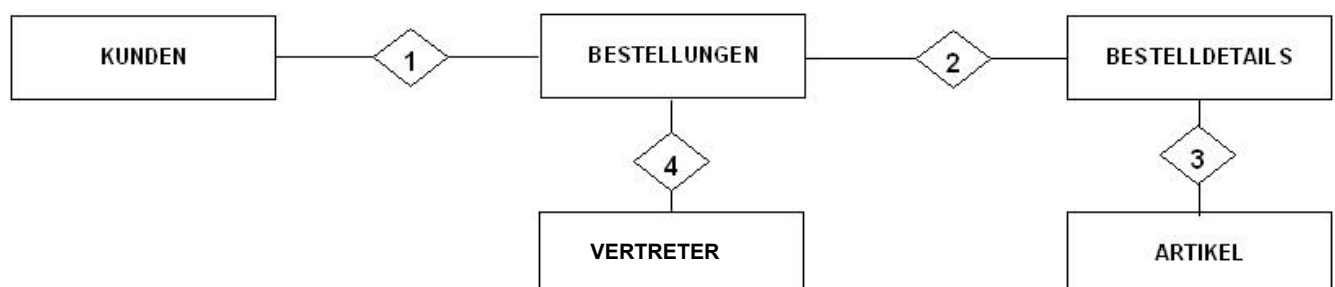 KUNDEN
1
BESTELLUNGEN
2
BESTELLDETAILS
4
3
VERTRETER
ARTIKEL